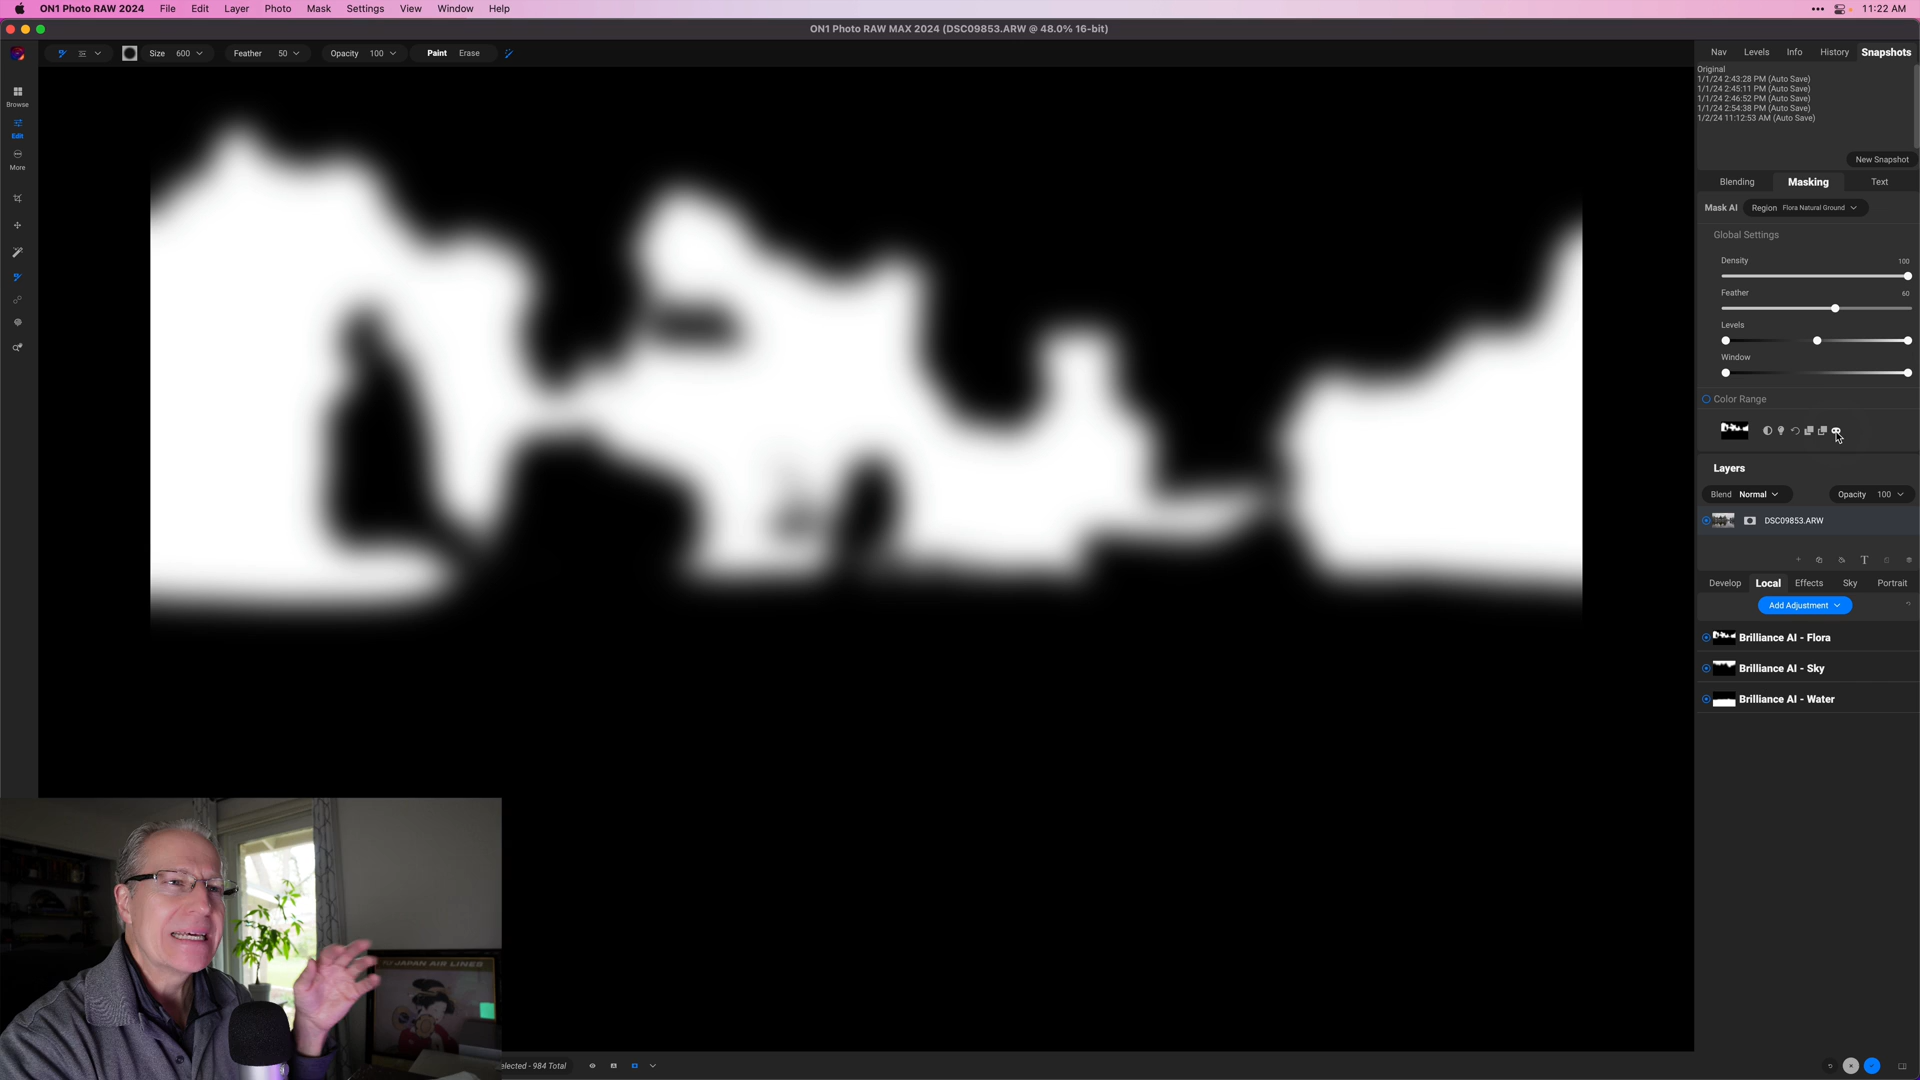 ON1 Photo RAW 2024 File Edit Layer Photo Mask Settings View Window Help 11:22 AM
ON1 Photo RAW MAX 2024 (DSC09853.ARW @ 48.0% 16-bit)
Size 600 Feather 50 Opacity 100 Paint Erase
Browse
Edit
More
Nav Levels Info History Snapshots
Original
1/1/24 2:43:28 PM (Auto Save)
1/1/24 2:45:11 PM (Auto Save)
1/1/24 2:46:52 PM (Auto Save)
1/1/24 2:54:38 PM (Auto Save)
1/2/24 11:12:53 AM (Auto Save)
New Snapshot
Blending Masking Text
Mask AI Region Flora Natural Ground
Global Settings
Density 100
Feather 60
Levels
Window
Color Range
Layers
Blend Normal Opacity 100
DSC09853.ARW
T
Develop Local Effects Sky Portrait
Add Adjustment
Brilliance AI - Flora
Brilliance AI - Sky
Brilliance AI - Water
JAPAN AIR LINES
elected - 984 Total